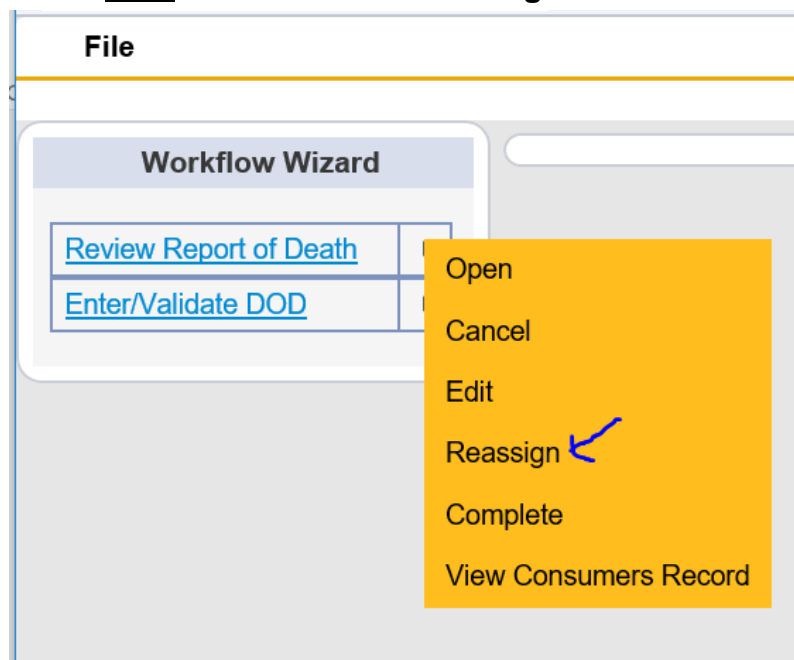 File
Workflow Wizard
Review Report of Death
Enter/Validate DOD
Open
Cancel
Edit
Reassign
Complete
View Consumers Record